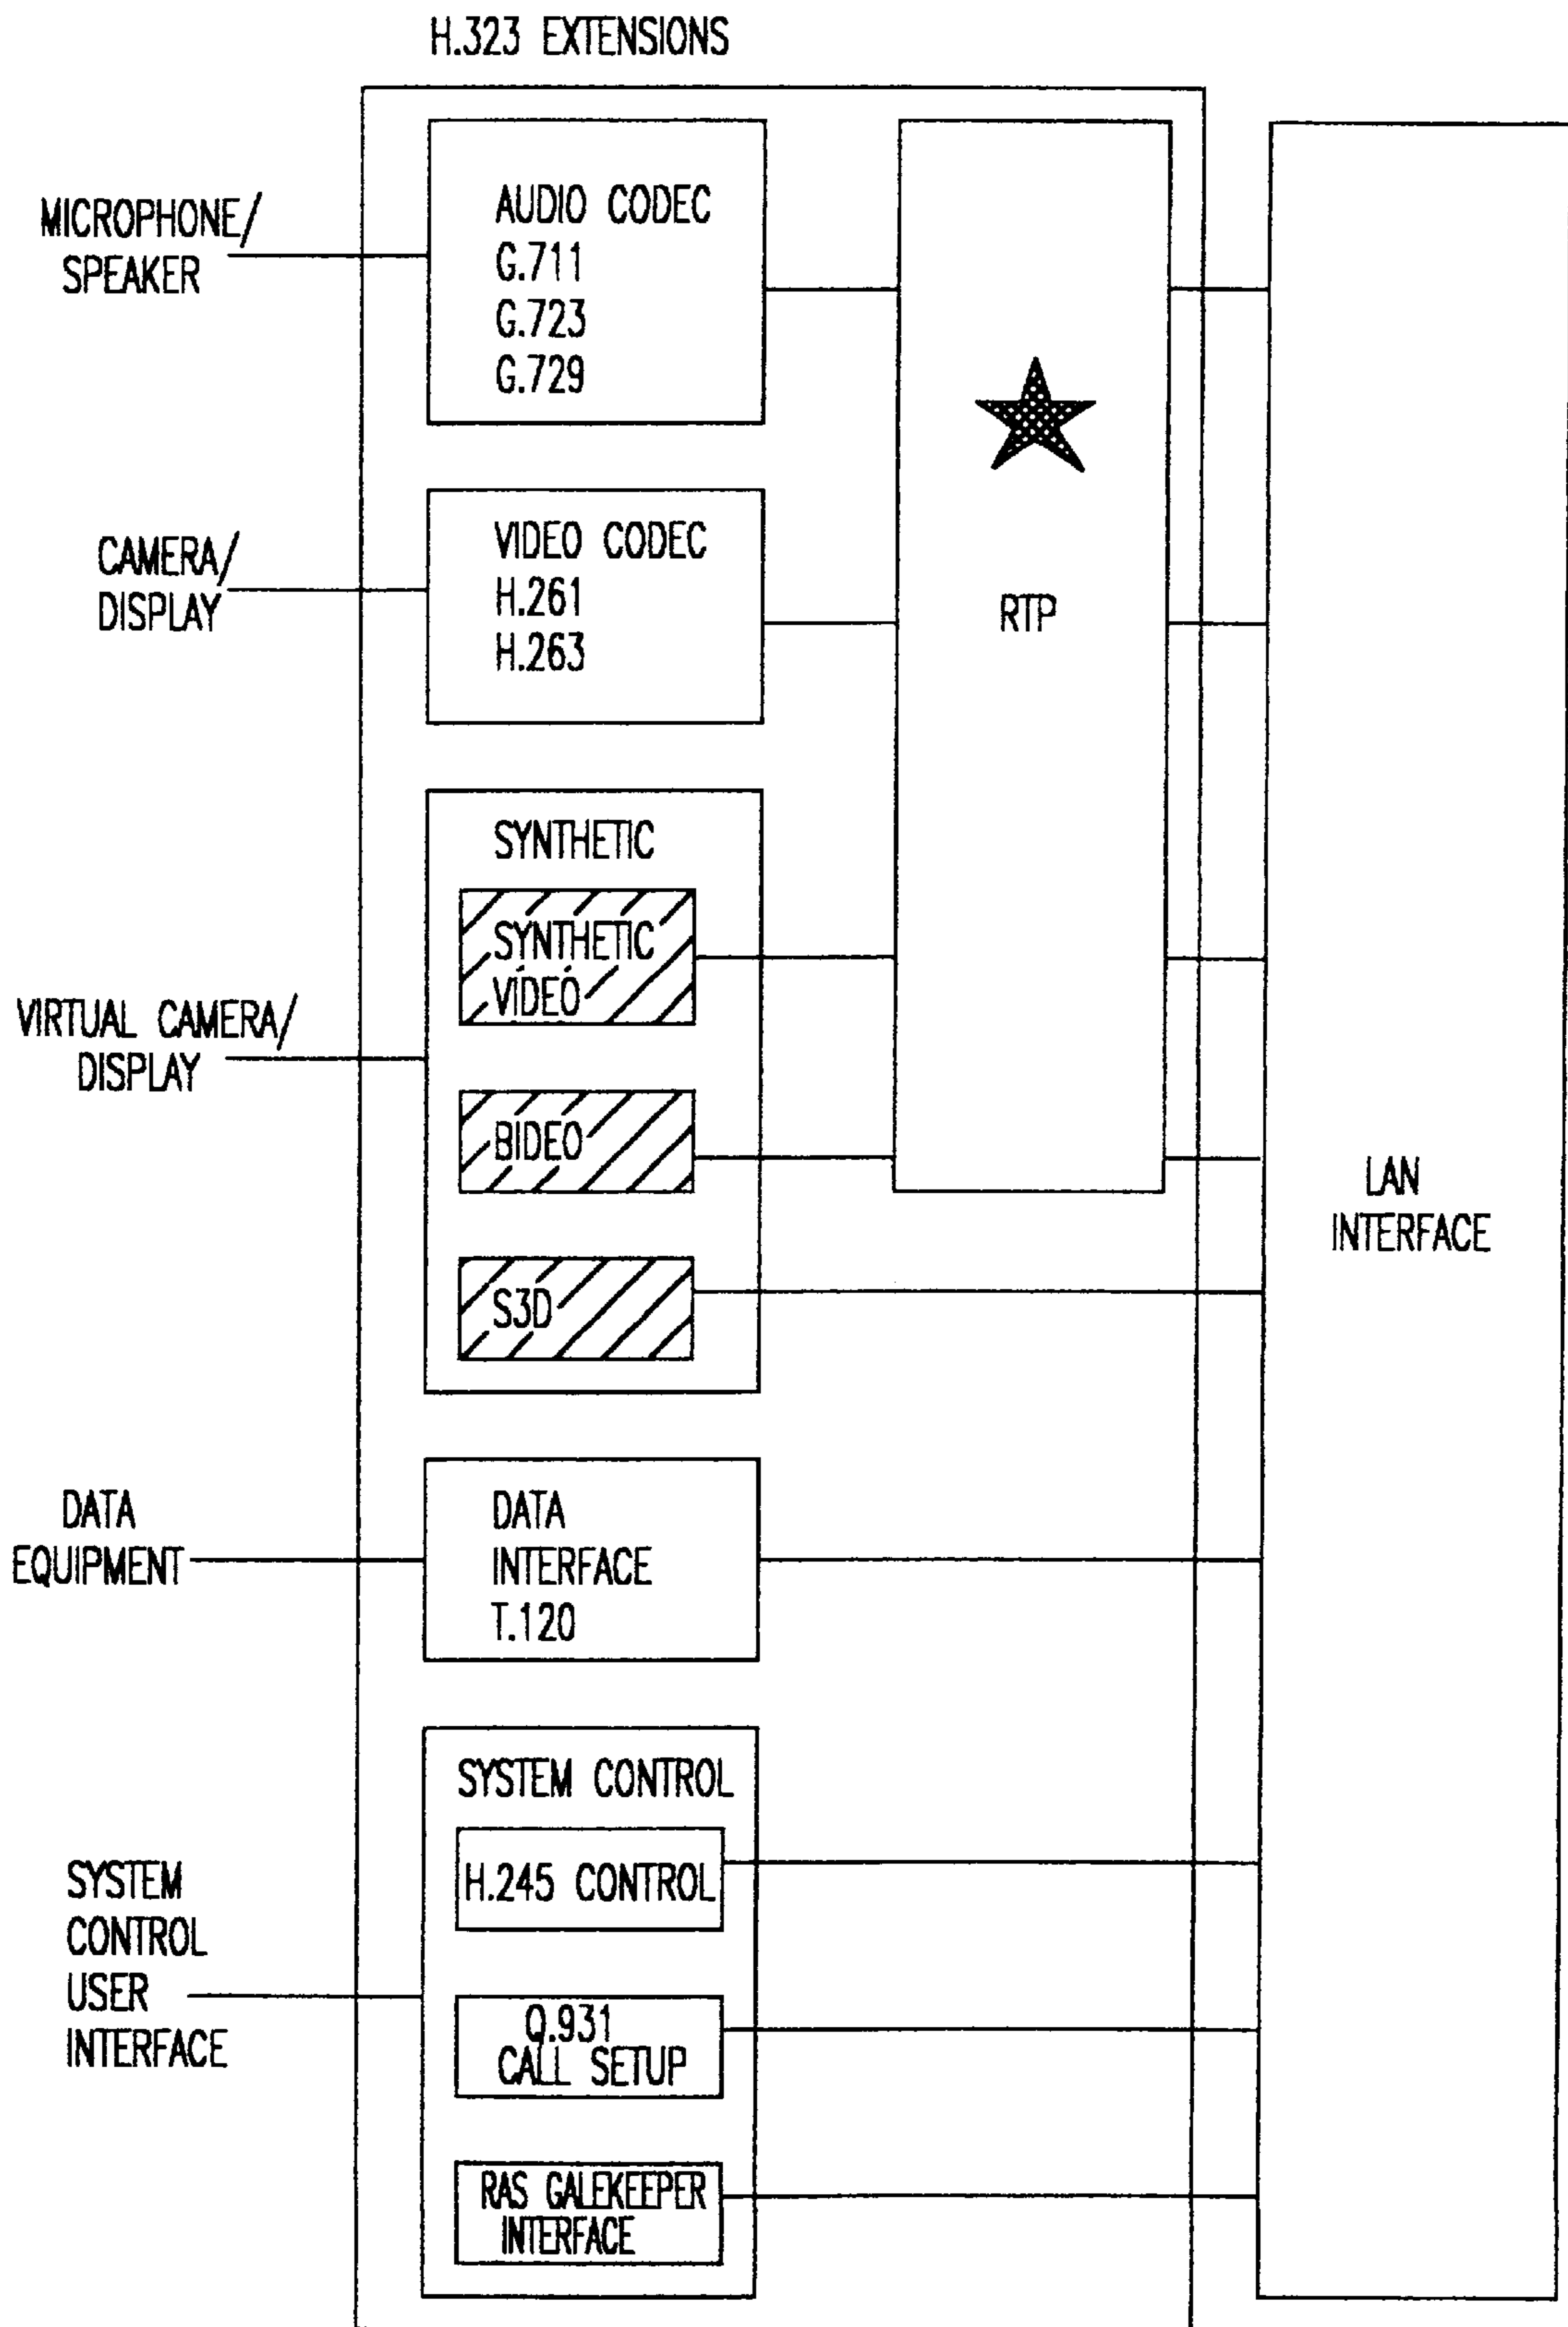 H.323 EXTENSIONS
MICROPHONE/
SPEAKER
AUDIO CODEC
G.711
G.723
G.729
CAMERA/
DISPLAY
VIDEO CODEC
H.261
H.263
RTP
VIRTUAL CAMERA/
DISPLAY
SYNTHETIC
SYNTHETIC
VIDEO
BIDEO
S3D
LAN
INTERFACE
DATA
EQUIPMENT
DATA
INTERFACE
T.120
SYSTEM
CONTROL
USER
INTERFACE
SYSTEM CONTROL
H.245 CONTROL
Q.931
CALL SETUP
RAS GALEKEEPER
INTERFACE